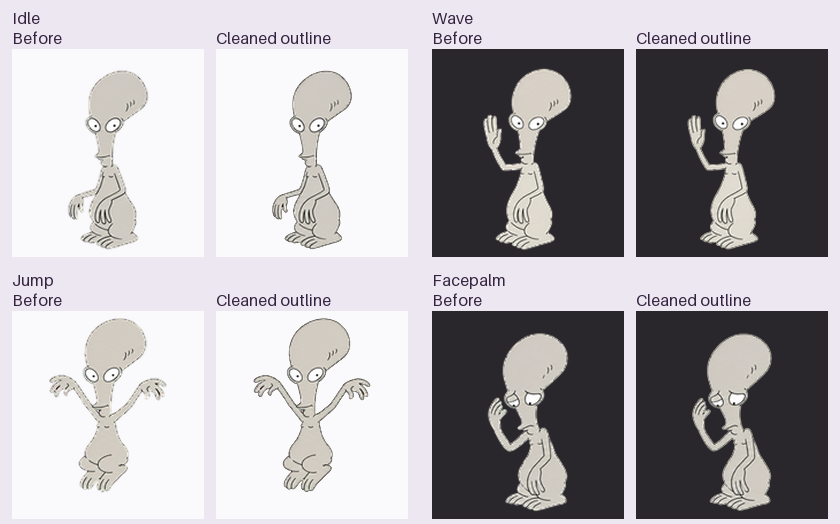 Idle
Before
Cleaned outline
Wave
Before
Cleaned outline
Jump
Before
Cleaned outline
Facepalm
Before
Cleaned outline